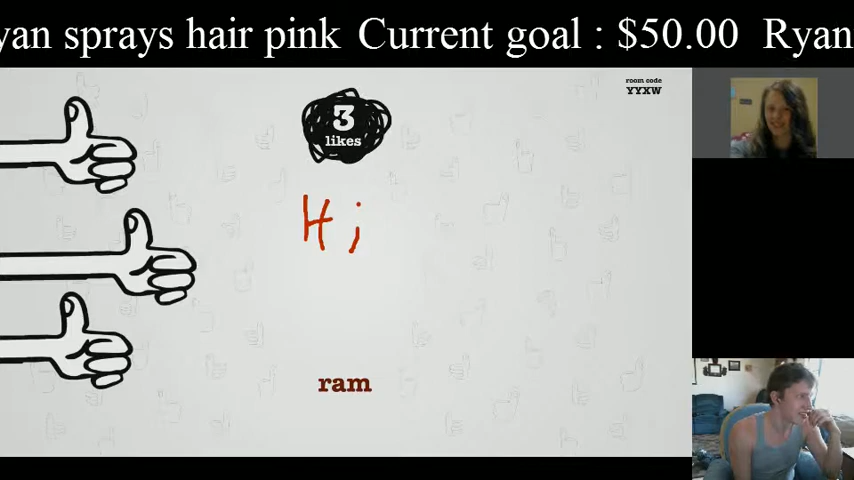 yan sprays hair pink Current goal : $50.00 Ryan
room code
YYXW
3
likes
Hi
ram